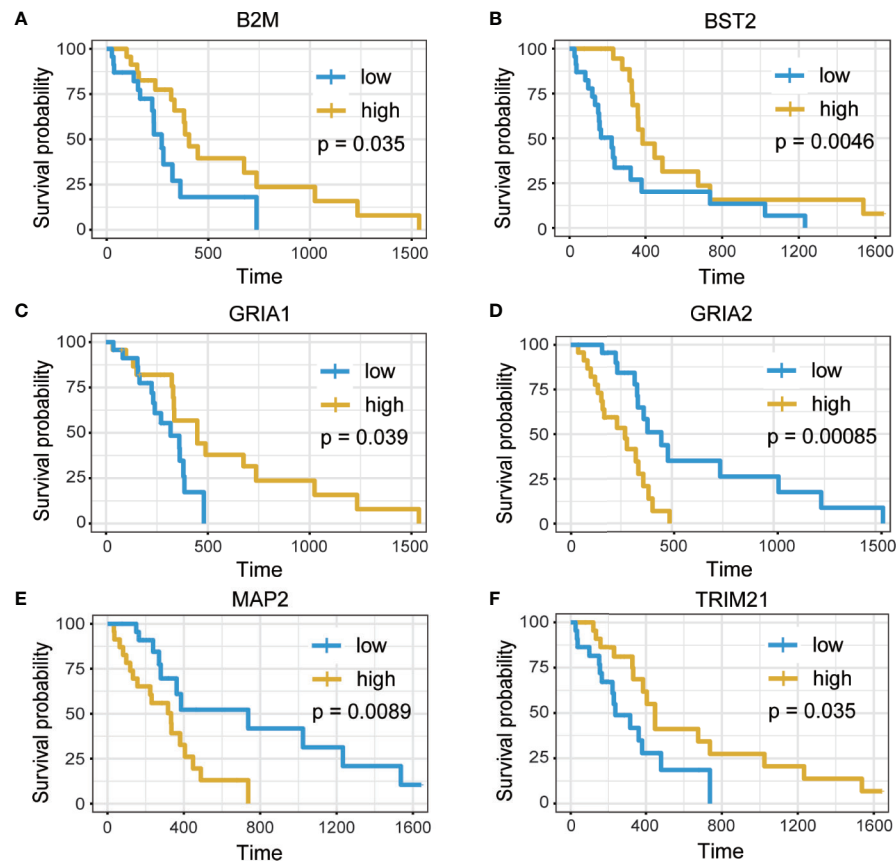 A
B2M
100
75
50
25
0
Survival probability
low
high
p = 0.035
0 500 1000 1500
Time
B
BST2
100
75
50
25
0
Survival probability
low
high
p = 0.0046
0 400 800 1200 1600
Time
C
GRIA1
100
75
50
25
0
Survival probability
low
high
p = 0.039
0 500 1000 1500
Time
D
GRIA2
100
75
50
25
0
Survival probability
low
high
p = 0.00085
0 500 1000 1500
Time
E
MAP2
100
75
50
25
0
Survival probability
low
high
p = 0.0089
0 400 800 1200 1600
Time
F
TRIM21
100
75
50
25
0
Survival probability
low
high
p = 0.035
0 400 800 1200 1600
Time